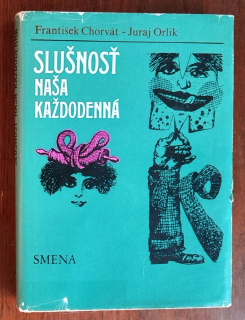 František Chorvát - Juraj Orlík
SLUŠNOSŤ
NAŠA
KAŽDODENNÁ
SMENA